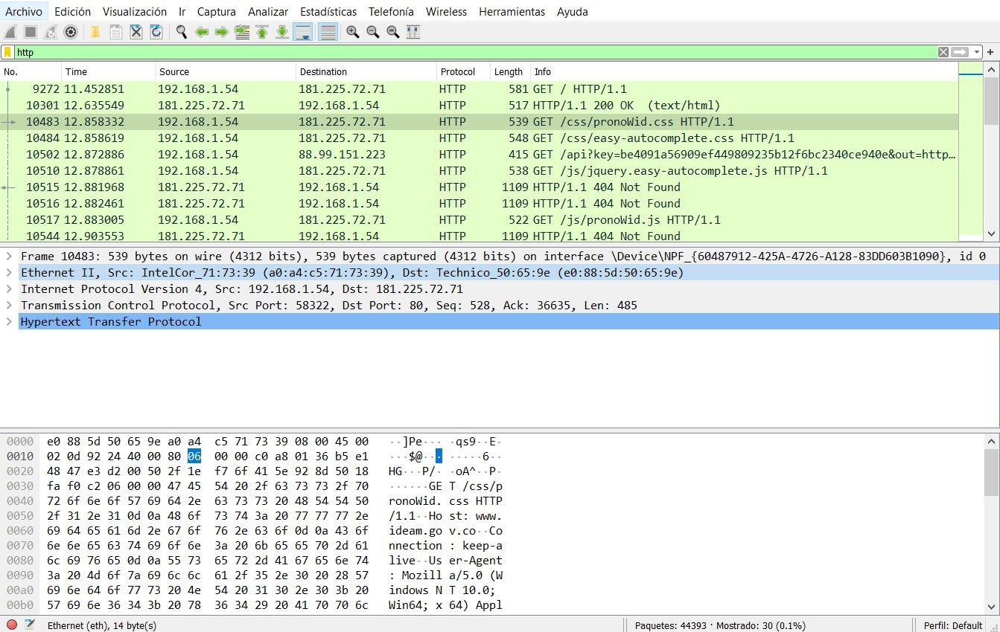 Archivo Edición Visualización Ir Captura Analizar Estadísticas Telefonía Wireless Herramientas Ayuda
http
No. Time Source Destination Protocol Length Info
9272 11.452851 192.168.1.54 181.225.72.71 HTTP 581 GET / HTTP/1.1
10301 12.635549 181.225.72.71 192.168.1.54 HTTP 517 HTTP/1.1 200 OK (text/html)
10483 12.858332 192.168.1.54 181.225.72.71 HTTP 539 GET /css/pronoWid.css HTTP/1.1
10484 12.858619 192.168.1.54 181.225.72.71 HTTP 548 GET /css/easy-autocomplete.css HTTP/1.1
10502 12.872886 192.168.1.54 88.99.151.223 HTTP 415 GET /api?key=be4091a56909ef449809235b12f6bc2340ce940e&out=http…
10510 12.878861 192.168.1.54 181.225.72.71 HTTP 538 GET /js/jquery.easy-autocomplete.js HTTP/1.1
10515 12.881968 181.225.72.71 192.168.1.54 HTTP 1109 HTTP/1.1 404 Not Found
10516 12.882461 181.225.72.71 192.168.1.54 HTTP 1109 HTTP/1.1 404 Not Found
10517 12.883005 192.168.1.54 181.225.72.71 HTTP 522 GET /js/pronoWid.js HTTP/1.1
10544 12.903553 181.225.72.71 192.168.1.54 HTTP 1109 HTTP/1.1 404 Not Found
Frame 10483: 539 bytes on wire (4312 bits), 539 bytes captured (4312 bits) on interface \Device\NPF_{60487912-425A-4726-A128-83DD603B1090}, id 0
Ethernet II, Src: IntelCor_71:73:39 (a0:a4:c5:71:73:39), Dst: Technico_50:65:9e (e0:88:5d:50:65:9e)
Internet Protocol Version 4, Src: 192.168.1.54, Dst: 181.225.72.71
Transmission Control Protocol, Src Port: 58322, Dst Port: 80, Seq: 528, Ack: 36635, Len: 485
Hypertext Transfer Protocol
0000 e0 88 5d 50 65 9e a0 a4 c5 71 73 39 08 00 45 00 ··]Pe··· ·qs9··E·
0010 02 0d 92 24 40 00 80 06 00 00 c0 a8 01 36 b5 e1 ···$@··· ·····6··
0020 48 47 e3 d2 00 50 2f 1e f7 6f 41 5e 92 8d 50 18 HG···P/· ·oA^··P·
0030 fa f0 c2 06 00 00 47 45 54 20 2f 63 73 73 2f 70 ······GE T /css/p
0040 72 6f 6e 6f 57 69 64 2e 63 73 73 20 48 54 54 50 ronoWid. css HTTP
0050 2f 31 2e 31 0d 0a 48 6f 73 74 3a 20 77 77 77 2e /1.1··Ho st: www.
0060 69 64 65 61 6d 2e 67 6f 76 2e 63 6f 0d 0a 43 6f ideam.go v.co··Co
0070 6e 6e 65 63 74 69 6f 6e 3a 20 6b 65 65 70 2d 61 nnection : keep-a
0080 6c 69 76 65 0d 0a 55 73 65 72 2d 41 67 65 6e 74 live··Us er-Agent
0090 3a 20 4d 6f 7a 69 6c 6c 61 2f 35 2e 30 20 28 57 : Mozill a/5.0 (W
00a0 69 6e 64 6f 77 73 20 4e 54 20 31 30 2e 30 3b 20 indows N T 10.0;
00b0 57 69 6e 36 34 3b 20 78 36 34 29 20 41 70 70 6c Win64; x 64) Appl
Ethernet (eth), 14 byte(s) Paquetes: 44393 · Mostrado: 30 (0.1%) Perfil: Default